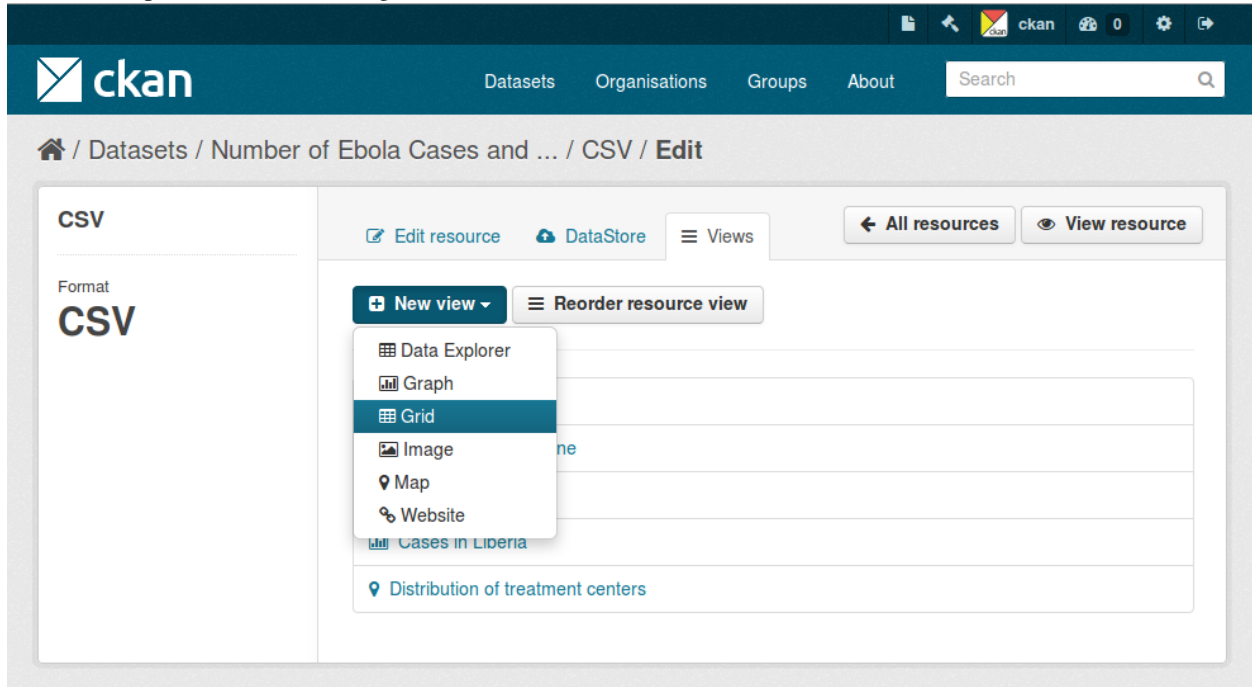 ckan 0
ckan Datasets Organisations Groups About Search
/ Datasets / Number of Ebola Cases and ... / CSV / Edit
CSV
Edit resource DataStore Views All resources View resource
Format
CSV
New view Reorder resource view
Data Explorer
Graph
Grid
Image
ne
Map
Website
Cases in Liberia
Distribution of treatment centers